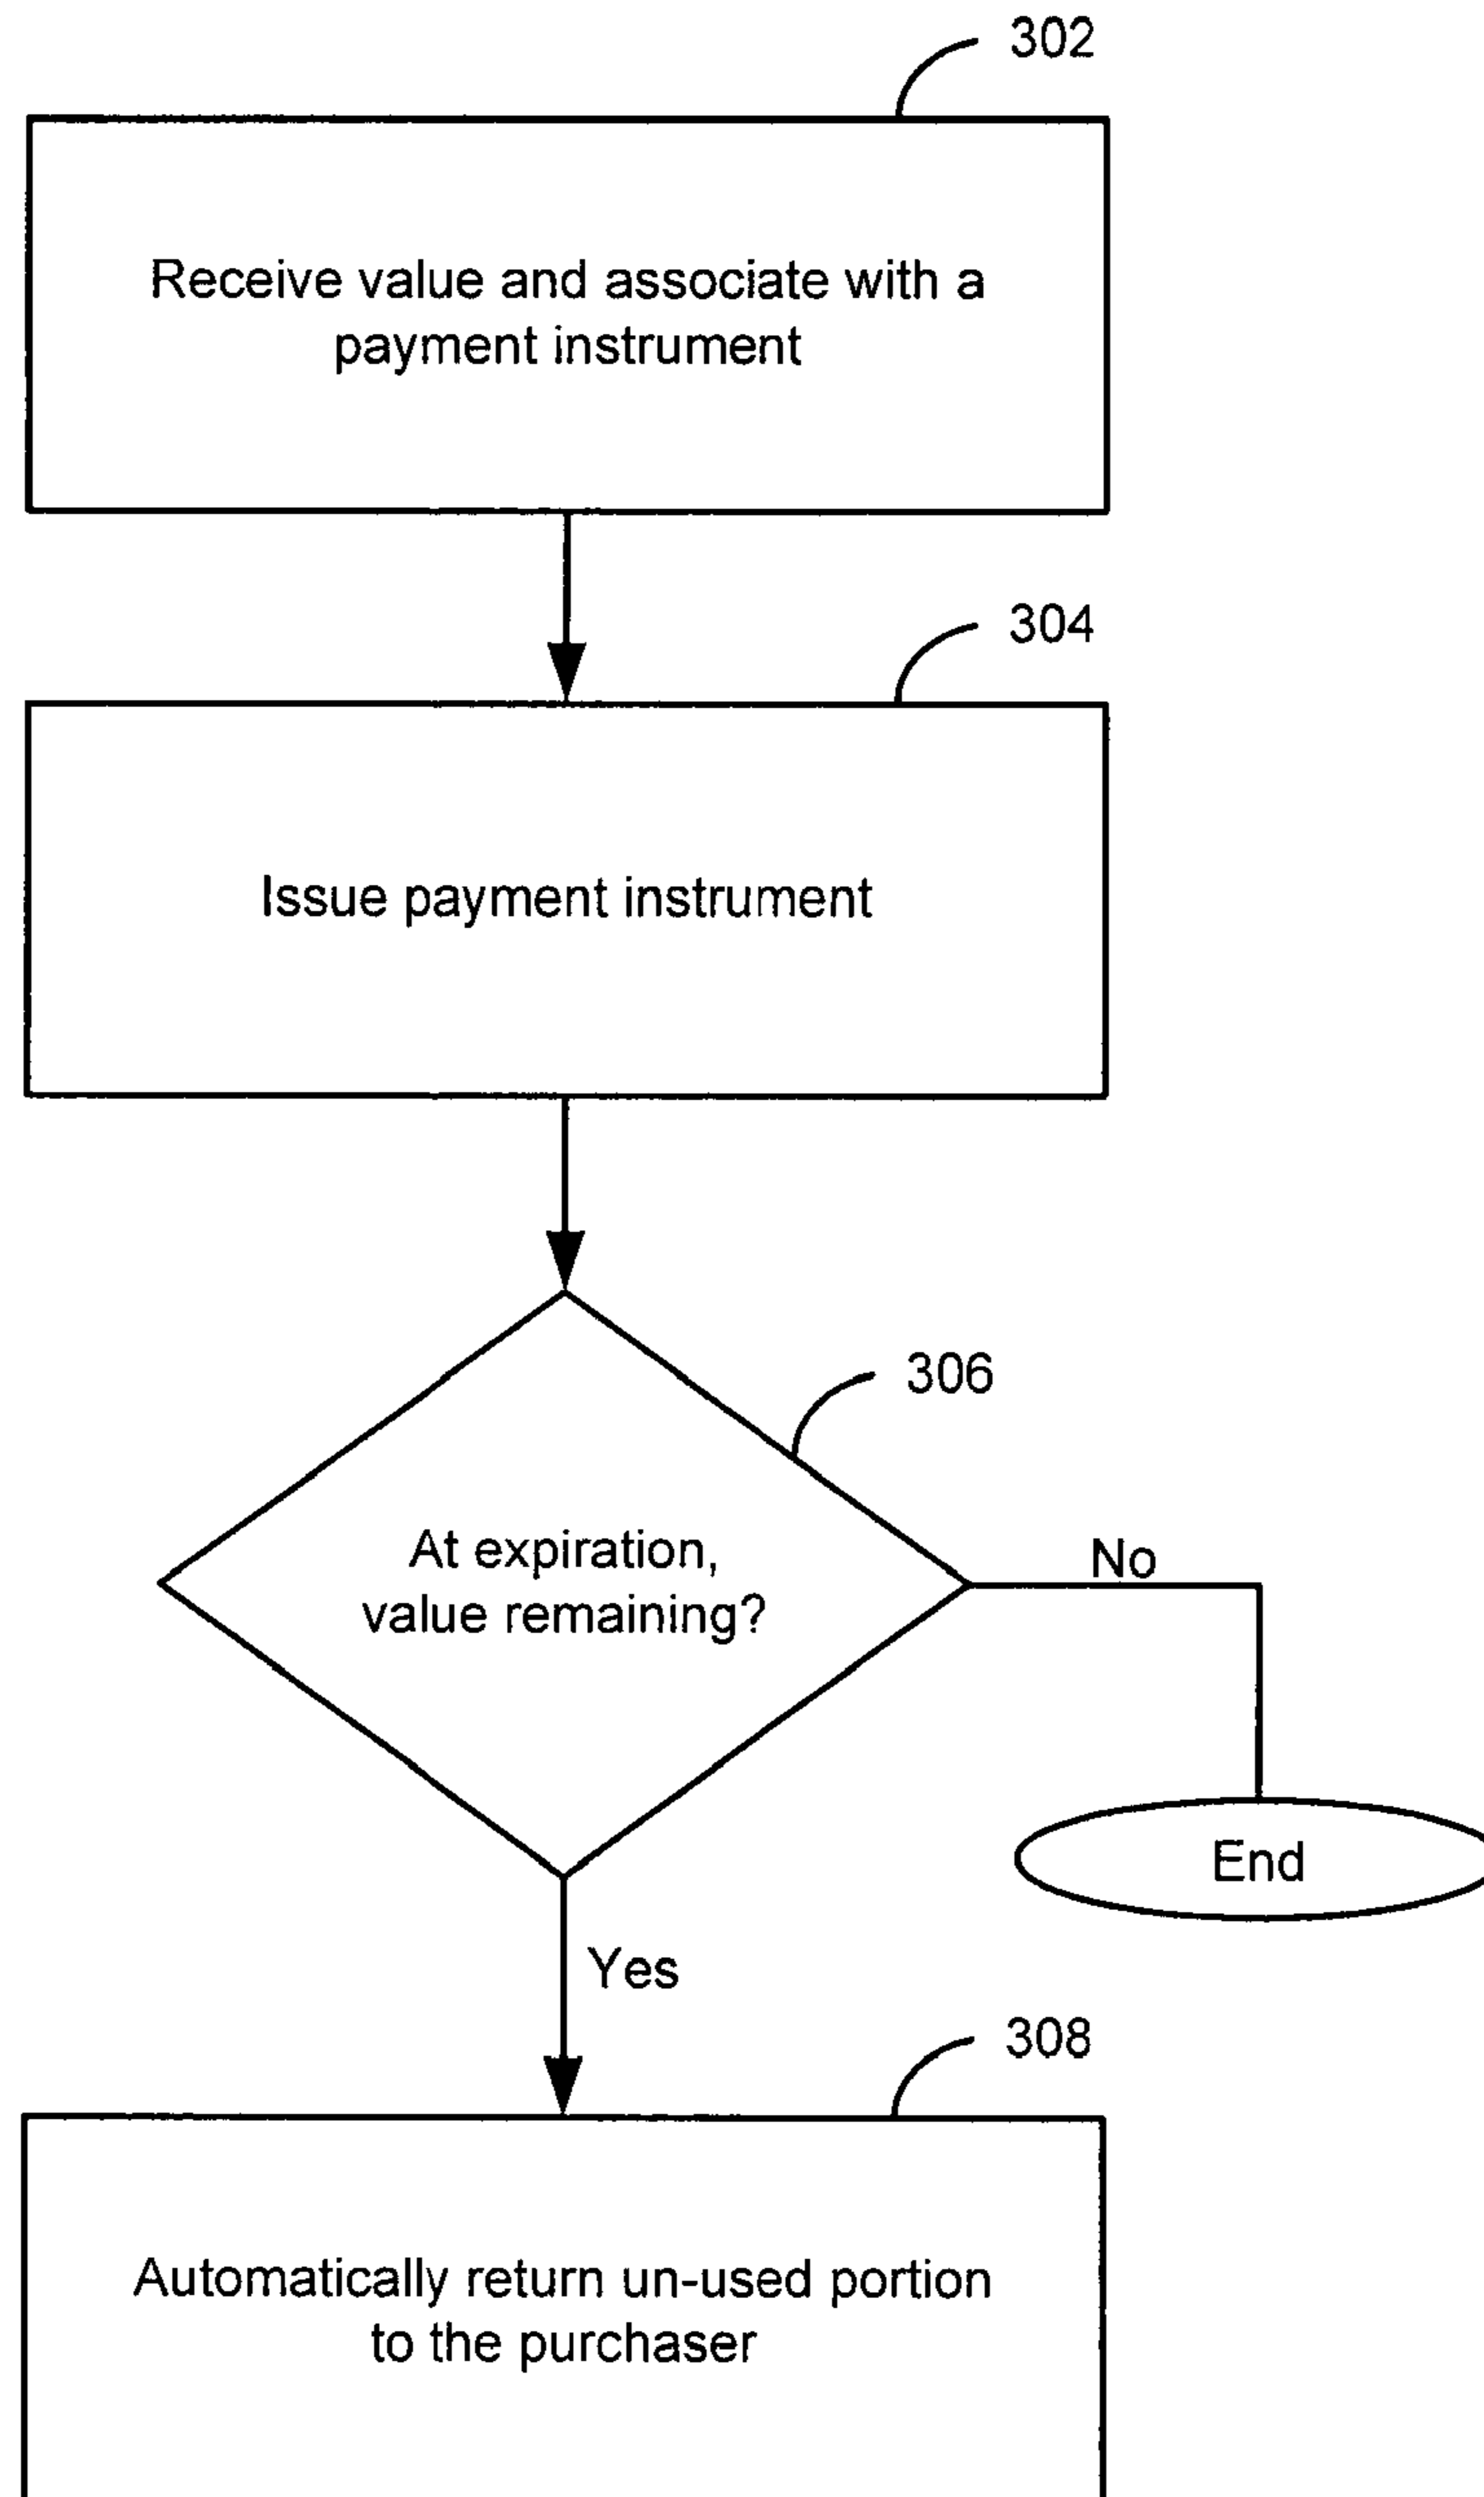 302
Receive value and associate with a
payment instrument
304
Issue payment instrument
306
At expiration,
value remaining?
No
End
Yes
308
Automatically return un-used portion
to the purchaser